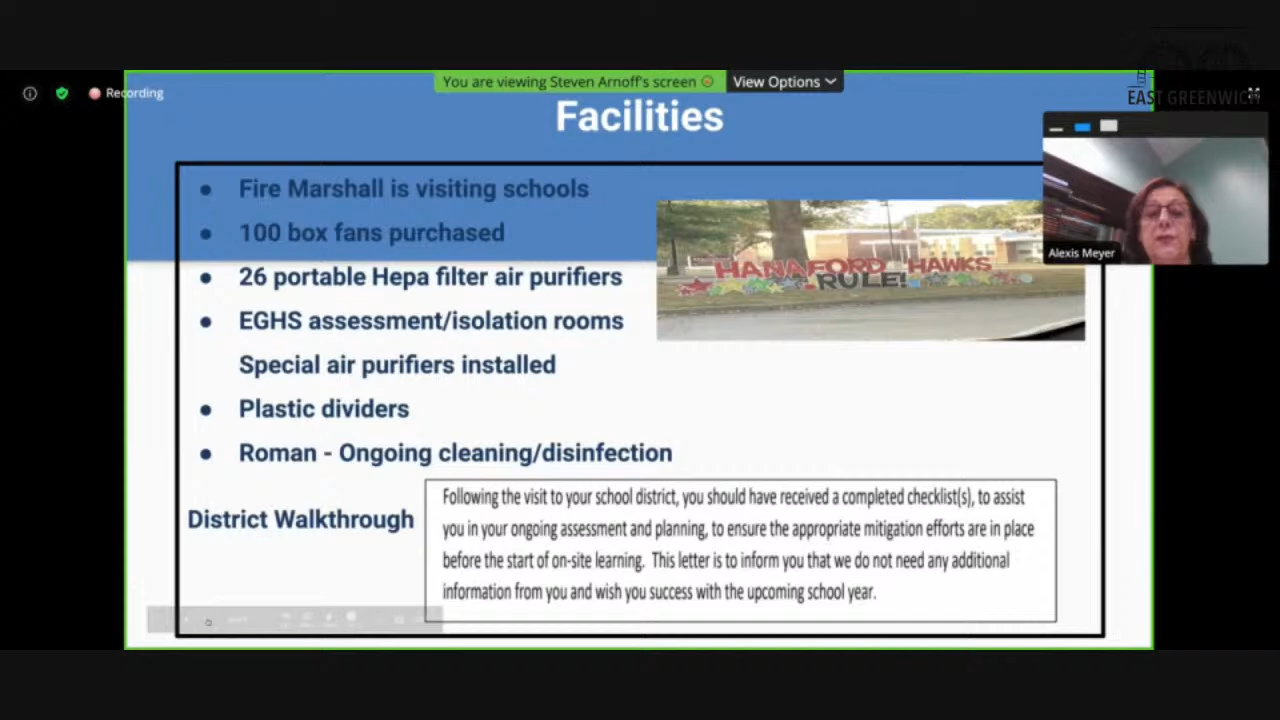 You are viewing Steven Arnoff's screen
View Options
Recording
EAST GREENWICH
Facilities
Fire Marshall is visiting schools
100 box fans purchased
26 portable Hepa filter air purifiers
EGHS assessment/isolation rooms
Special air purifiers installed
Plastic dividers
Roman - Ongoing cleaning/disinfection
HANAFORD HAWKS
RULE!
Alexis Meyer
District Walkthrough
Following the visit to your school district, you should have received a completed checklist(s), to assist
you in your ongoing assessment and planning, to ensure the appropriate mitigation efforts are in place
before the start of on-site learning. This letter is to inform you that we do not need any additional
information from you and wish you success with the upcoming school year.